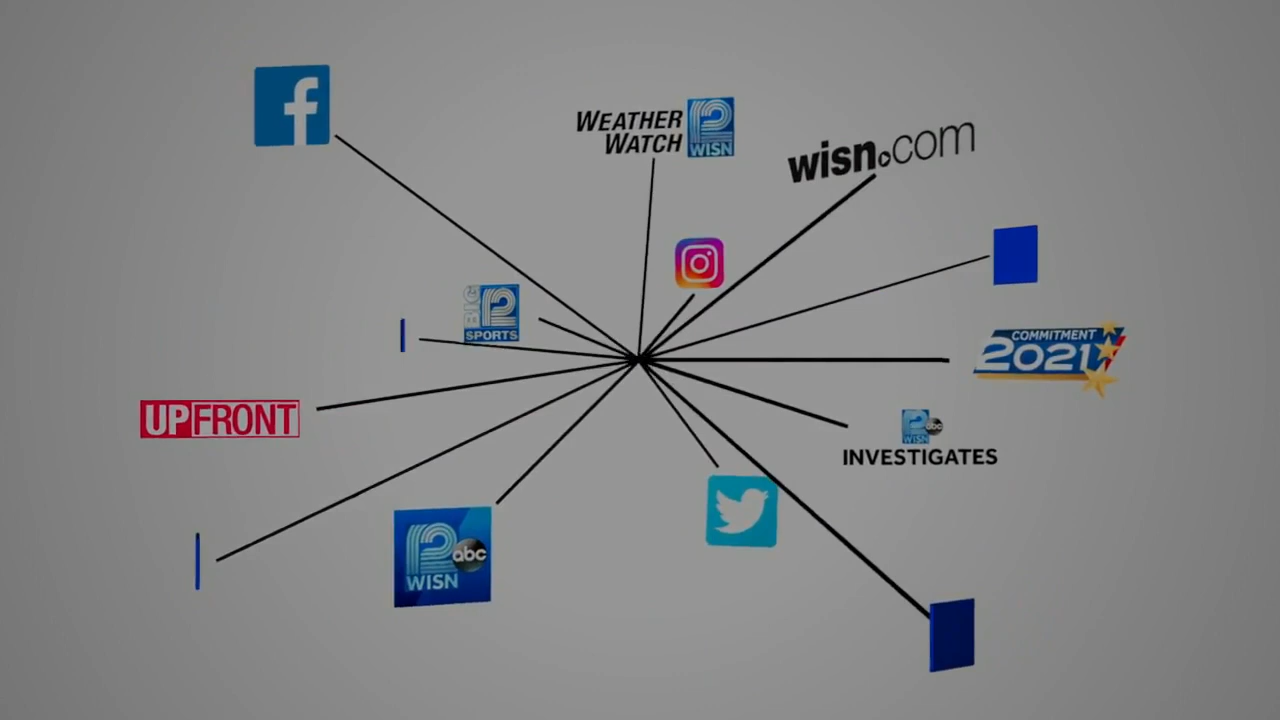 WEATHER
WATCH
12
WISN
wisn.com
BIG
12
SPORTS
COMMITMENT
2021
UPFRONT
12
WISN
abc
INVESTIGATES
12
abc
WISN